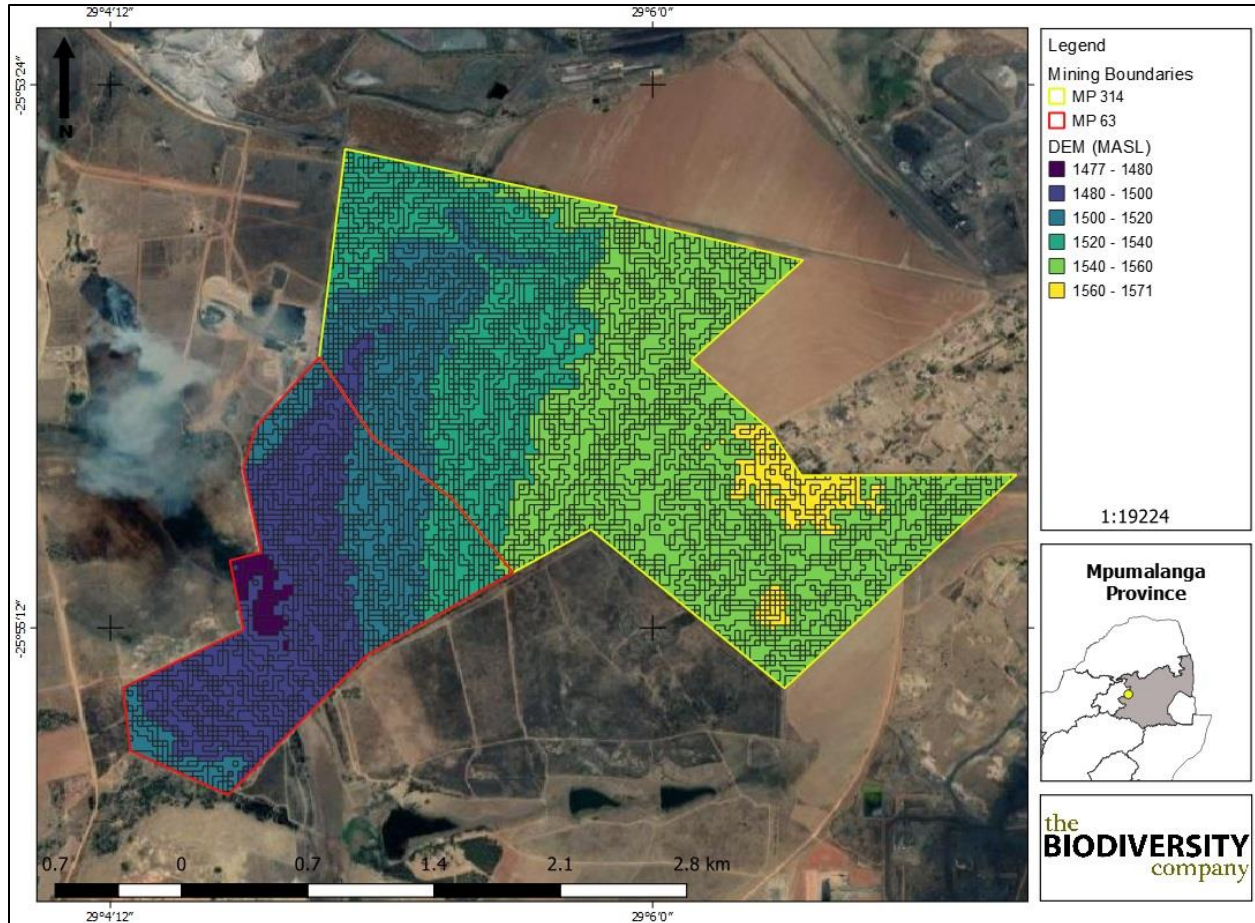 29°4'12"
29°6'0"
-25°53'24"
-25°55'12"
N
0.7
0
0.7
1.4
2.1
2.8 km
29°4'12"
29°6'0"
Legend
Mining Boundaries
MP 314
MP 63
DEM (MASL)
1477 - 1480
1480 - 1500
1500 - 1520
1520 - 1540
1540 - 1560
1560 - 1571
1:19224
Mpumalanga
Province
the
BIODIVERSITY
company